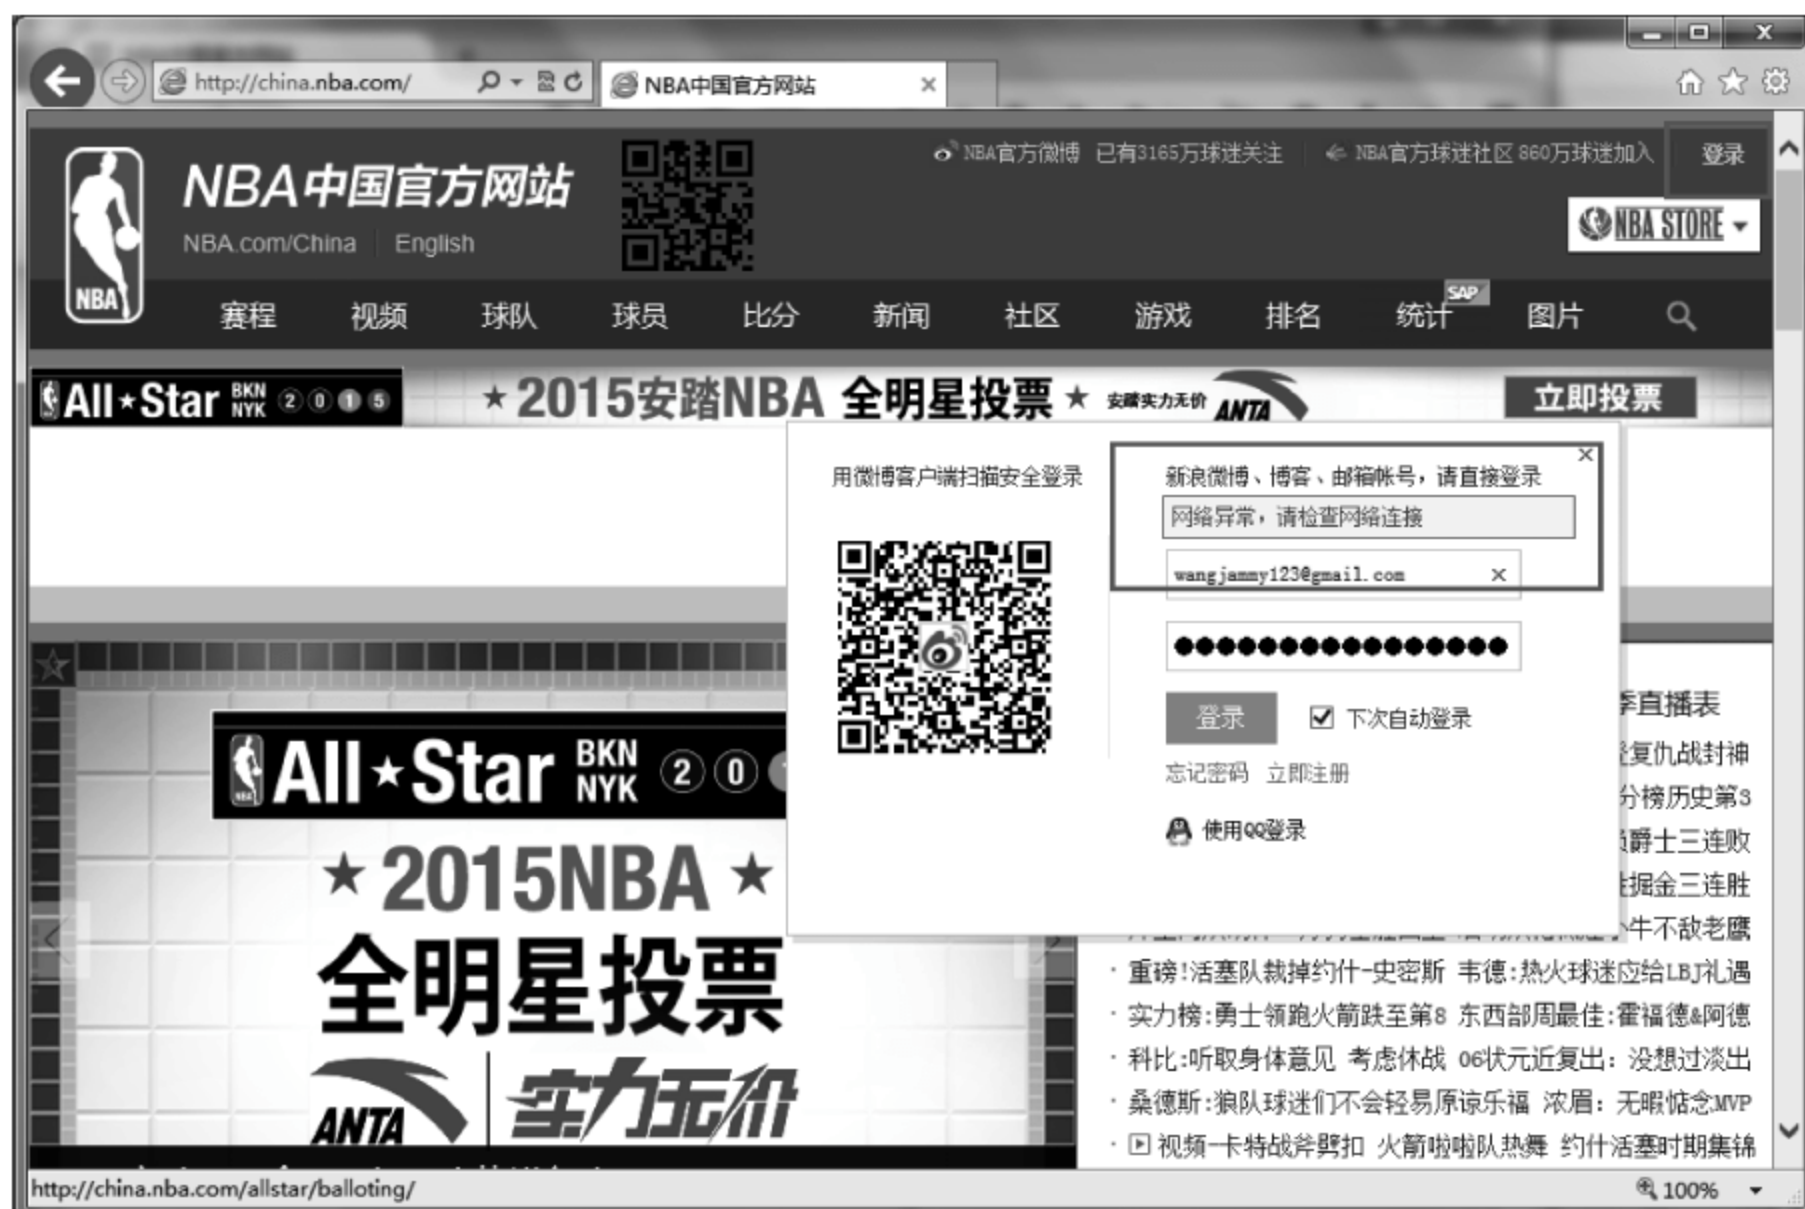 http://china.nba.com/
NBA中国官方网站
NBA中国官方网站
NBA.com/China English
NBA官方微博 已有3165万球迷关注
NBA官方球迷社区 860万球迷加入
登录
NBA STORE
NBA
赛程 视频 球队 球员 比分 新闻 社区 游戏 排名 统计 图片
SAP
All★Star BKN NYK 2015
★2015安踏NBA 全明星投票★ 安踏实力无价 ANTA
立即投票
用微博客户端扫描安全登录
新浪微博、博客、邮箱帐号，请直接登录
网络异常，请检查网络连接
wangjammy123@gmail.com
登录 下次自动登录
忘记密码 立即注册
使用QQ登录
All★Star BKN NYK 20
★2015NBA★
全明星投票
ANTA 实力无价
季直播表
复仇战封神
分榜历史第3
爵士三连败
掘金三连胜
小牛不敌老鹰
· 重磅!活塞队裁掉约什-史密斯 韦德:热火球迷应给LBJ礼遇
· 实力榜:勇士领跑火箭跌至第8 东西部周最佳:霍福德&阿德
· 科比:听取身体意见 考虑休战 06状元近复出：没想过淡出
· 桑德斯:狼队球迷们不会轻易原谅乐福 浓眉：无暇惦念MVP
· 视频-卡特战斧劈扣 火箭啦啦队热舞 约什活塞时期集锦
http://china.nba.com/allstar/balloting/
100%